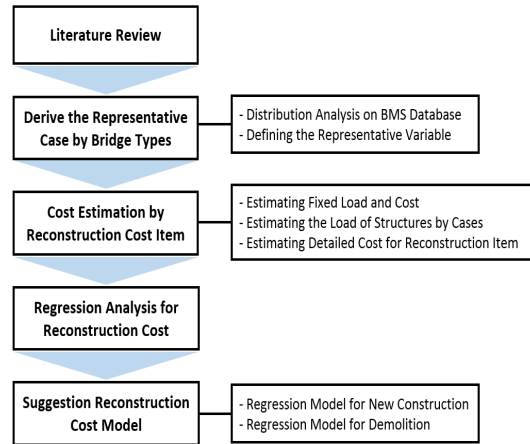 Literature Review
Derive the Representative
Case by Bridge Types
- Distribution Analysis on BMS Database
- Defining the Representative Variable
Cost Estimation by
Reconstruction Cost Item
- Estimating Fixed Load and Cost
- Estimating the Load of Structures by Cases
- Estimating Detailed Cost for Reconstruction Item
Regression Analysis for
Reconstruction Cost
Suggestion Reconstruction
Cost Model
- Regression Model for New Construction
- Regression Model for Demolition